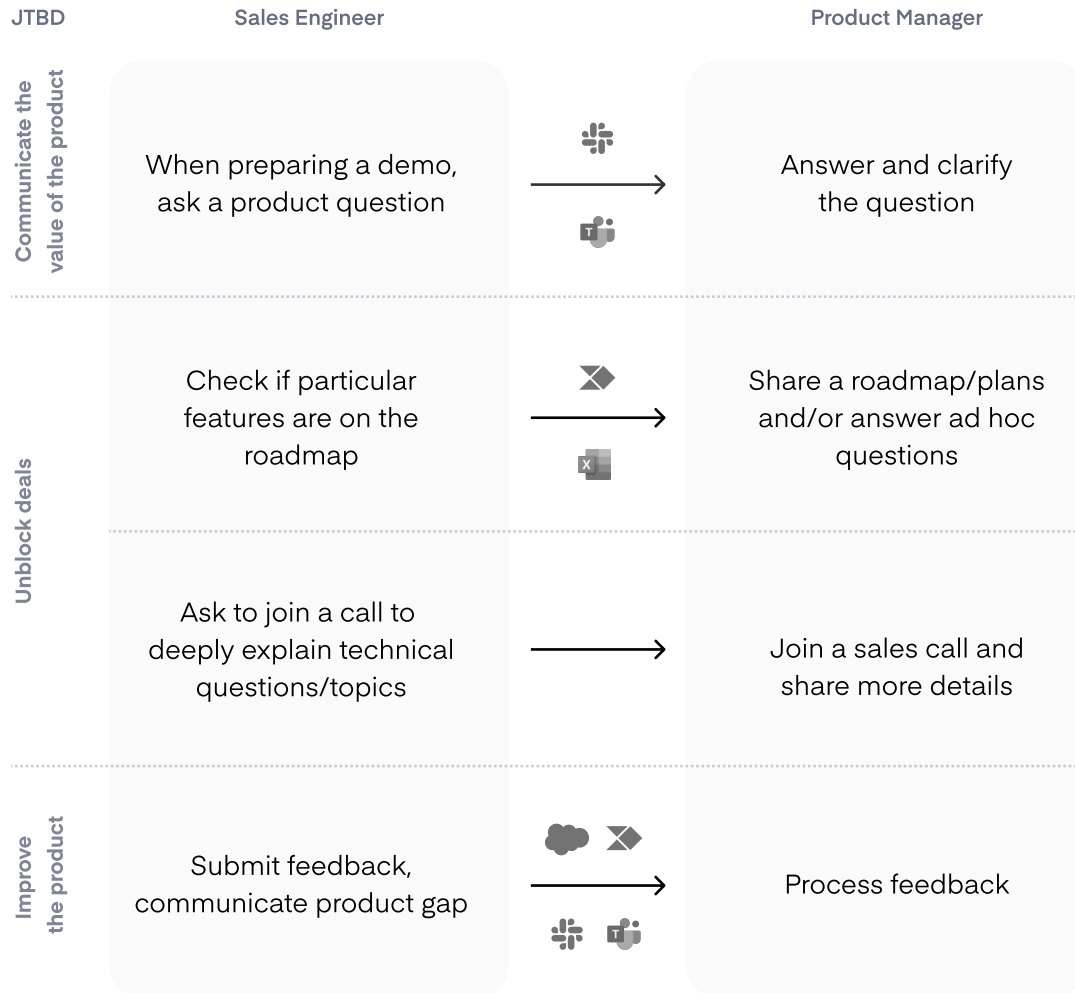 JTBD
Sales Engineer
Product Manager
Communicate the
value of the product
When preparing a demo,
ask a product question
T
Answer and clarify
the question
Unblock deals
Check if particular
features are on the
roadmap
X
Share a roadmap/plans
and/or answer ad hoc
questions
Ask to join a call to
deeply explain technical
questions/topics
Join a sales call and
share more details
Improve
the product
Submit feedback,
communicate product gap
T
Process feedback